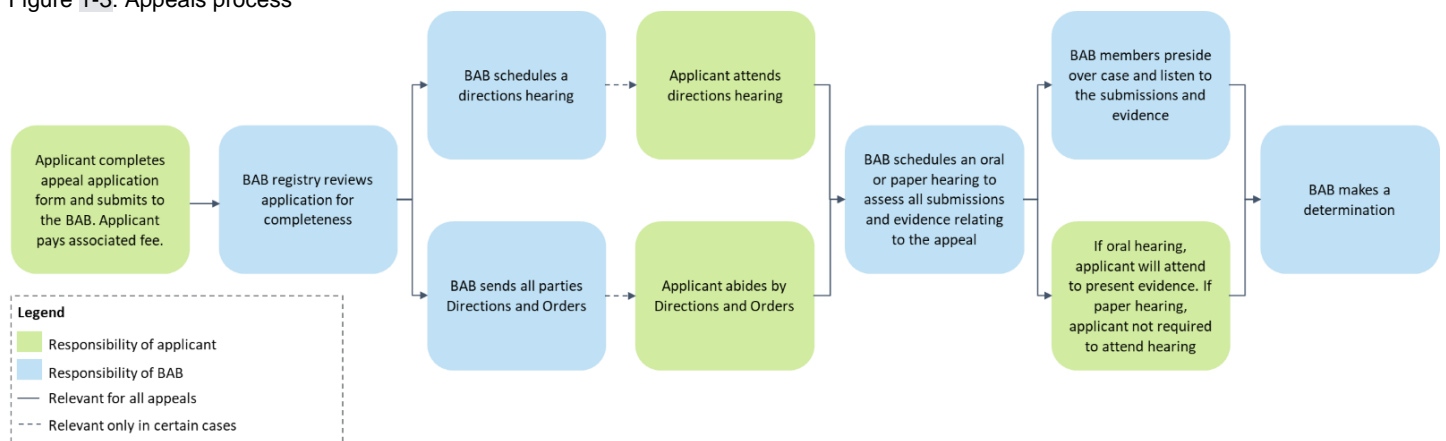 Figure 1-3: Appeals process
Applicant completes
appeal application
form and submits to
the BAB. Applicant
pays associated fee.
BAB registry reviews
application for
completeness
BAB schedules a
directions hearing
Applicant attends
directions hearing
BAB sends all parties
Directions and Orders
Applicant abides by
Directions and Orders
BAB schedules an oral
or paper hearing to
assess all submissions
and evidence relating
to the appeal
BAB members preside
over case and listen to
the submissions and
evidence
If oral hearing,
applicant will attend
to present evidence. If
paper hearing,
applicant not required
to attend hearing
BAB makes a
determination
Legend
Responsibility of applicant
Responsibility of BAB
Relevant for all appeals
Relevant only in certain cases